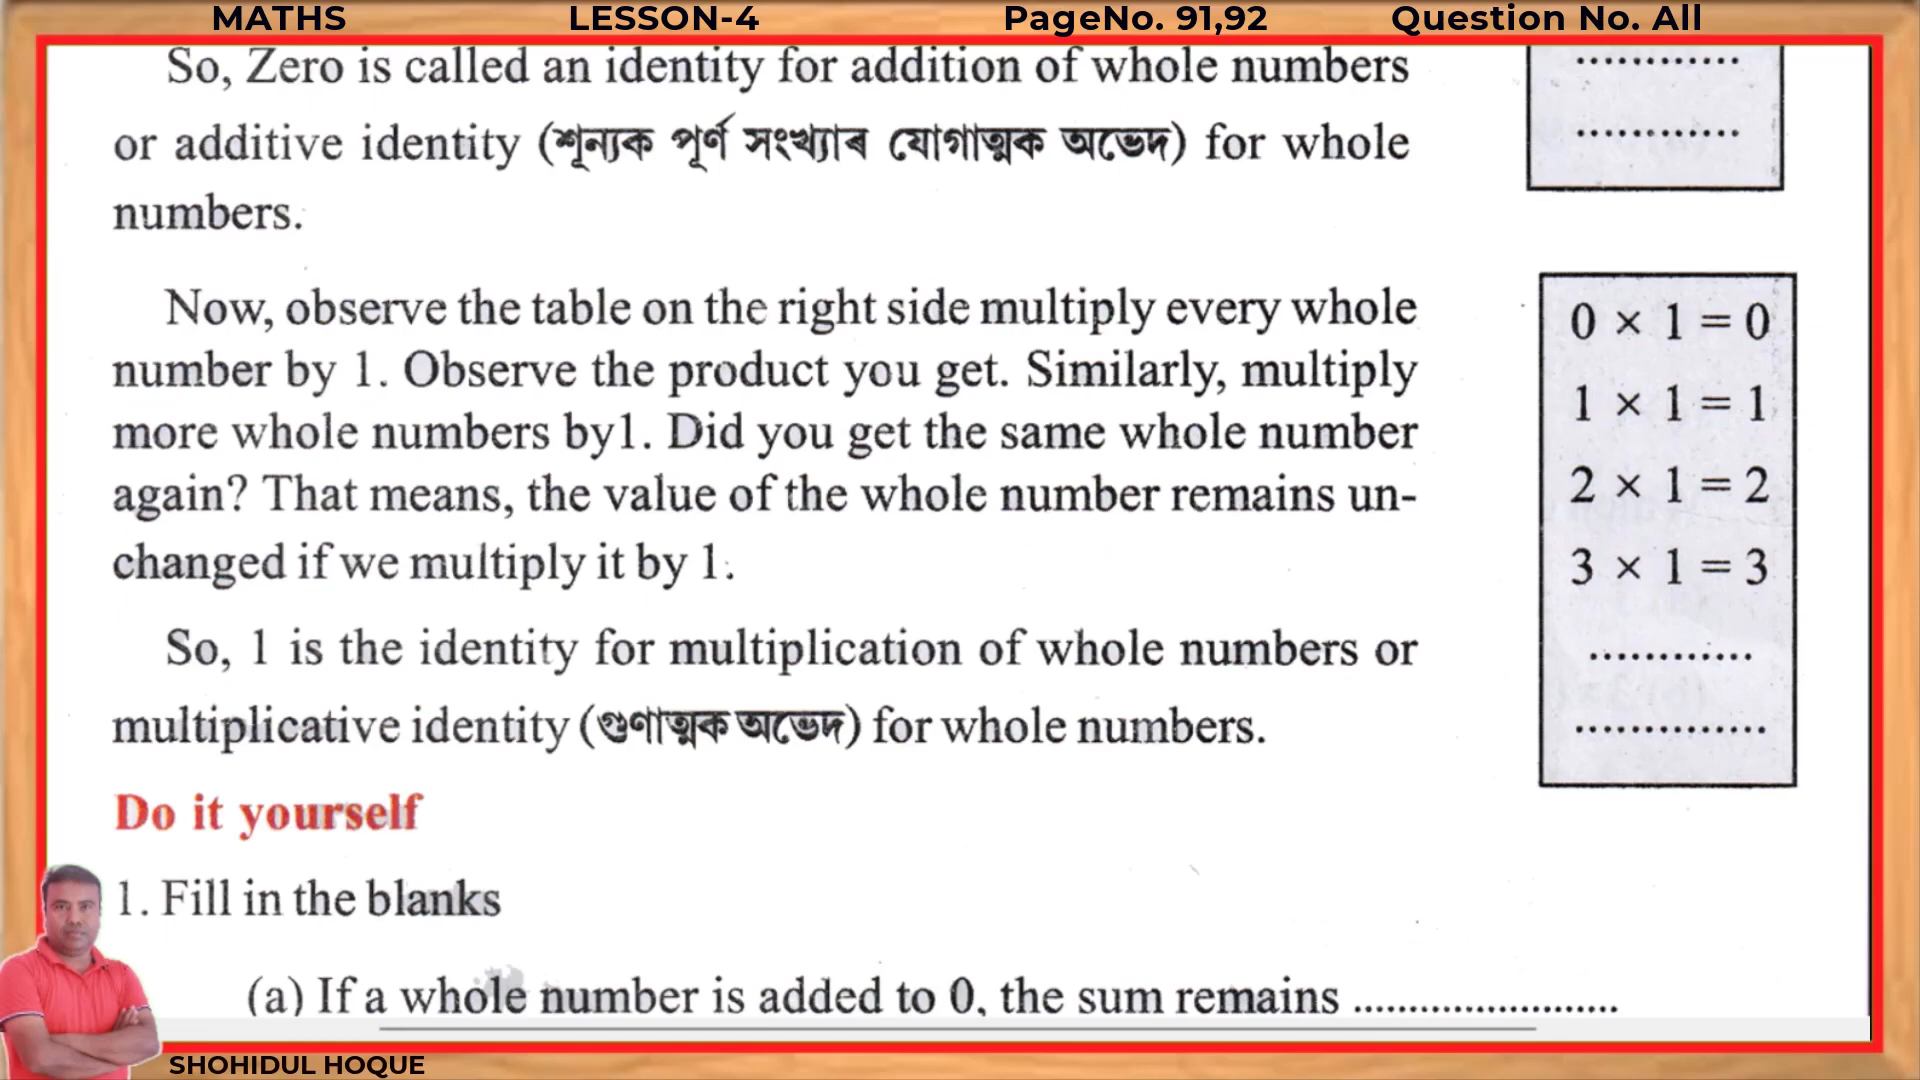 MATHS LESSON-4 PageNo. 91,92 Question No. All
So, Zero is called an identity for addition of whole numbers
or additive identity (শূন্যক পূৰ্ণ সংখ্যাৰ যোগাত্মক অভেদ) for whole
numbers.
............
............
Now, observe the table on the right side multiply every whole
number by 1. Observe the product you get. Similarly, multiply
more whole numbers by1. Did you get the same whole number
again? That means, the value of the whole number remains un-
changed if we multiply it by 1.
So, 1 is the identity for multiplication of whole numbers or
multiplicative identity (গুণাত্মক অভেদ) for whole numbers.
0 × 1 = 0
1 × 1 = 1
2 × 1 = 2
3 × 1 = 3
............
..............
Do it yourself
1. Fill in the blanks
(a) If a whole number is added to 0, the sum remains ........................
SHOHIDUL HOQUE